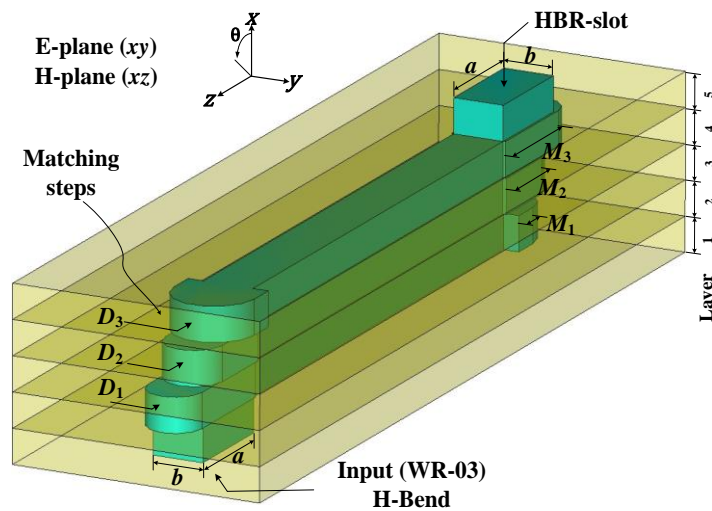 E-plane (xy)
H-plane (xz)
x
θ
y
z
HBR-slot
a
b
5
4
3
2
1
Layer
M3
M2
M1
Matching
steps
D3
D2
D1
b
a
Input (WR-03)
H-Bend